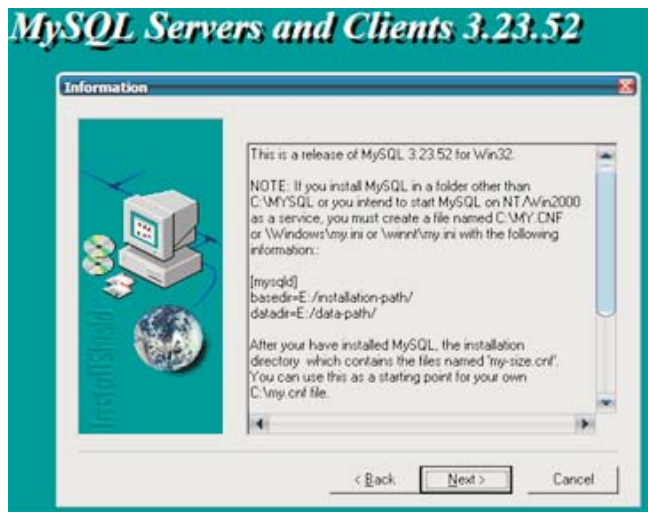 MySQL Servers and Clients 3.23.52
Information
This is a release of MySQL 3.23.52 for Win32.
NOTE: If you install MySQL in a folder other than
C:\MYSQL or you intend to start MySQL on NT/Win2000
as a service, you must create a file named C:\MY.CNF
or \Windows\my.ini or \winnt\my.ini with the following
information::
[mysqld]
basedir=E:/installation-path/
datadir=E:/data-path/
After your have installed MySQL, the installation
directory which contains the files named 'my-size.cnf'.
You can use this as a starting point for your own
C:\my.cnf file.
InstallShield
< Back
Next >
Cancel